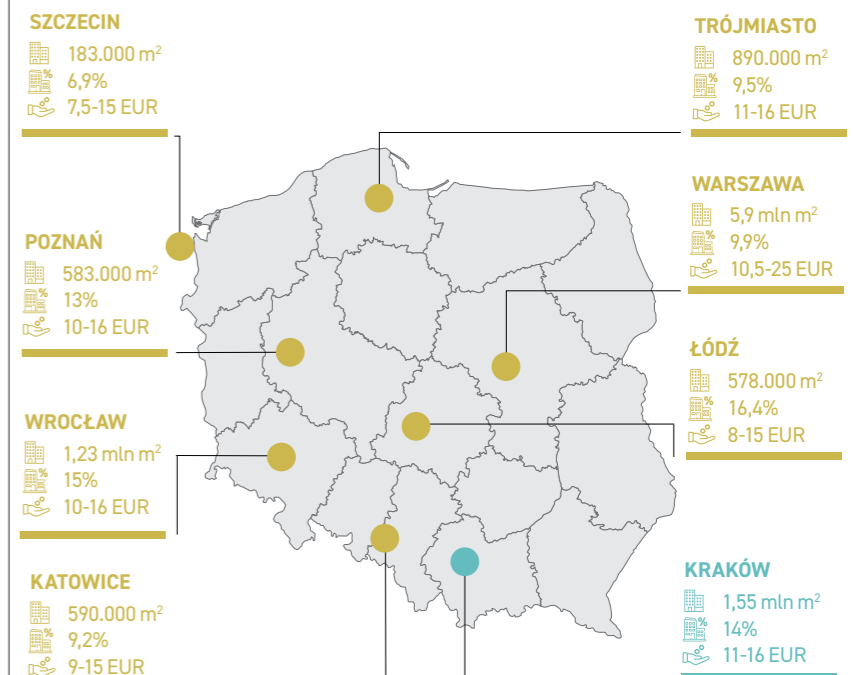 SZCZECIN
183.000 m²
6,9%
7,5-15 EUR
TRÓJMIASTO
890.000 m²
9,5%
11-16 EUR
WARSZAWA
5,9 mln m²
9,9%
10,5-25 EUR
POZNAŃ
583.000 m²
13%
10-16 EUR
ŁÓDŹ
578.000 m²
16,4%
8-15 EUR
WROCŁAW
1,23 mln m²
15%
10-16 EUR
KATOWICE
590.000 m²
9,2%
9-15 EUR
KRAKÓW
1,55 mln m²
14%
11-16 EUR